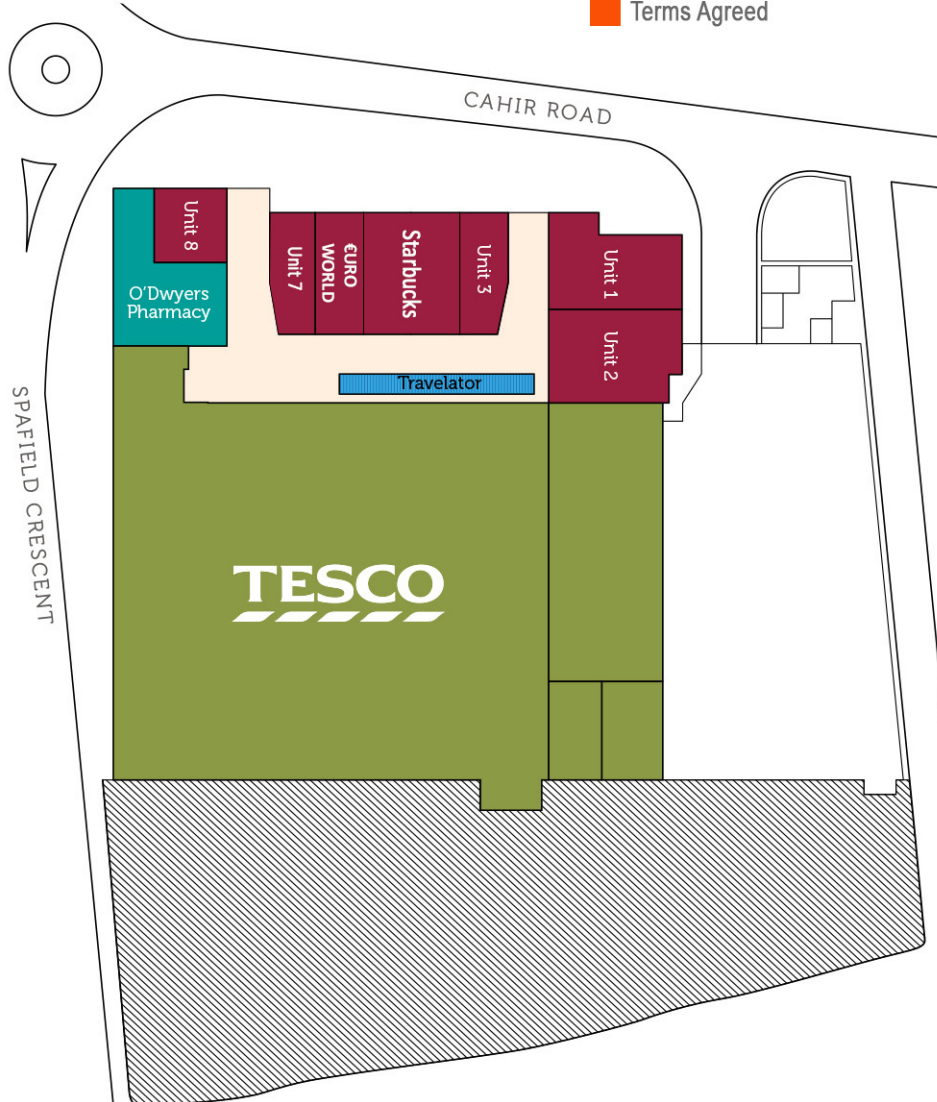 Terms Agreed
CAHIR ROAD
Unit 8
O'Dwyers
Pharmacy
Unit 7
€URO
WORLD
Starbucks
Unit 3
Unit 1
Unit 2
Travelator
SPAFIELD CRESCENT
TESCO